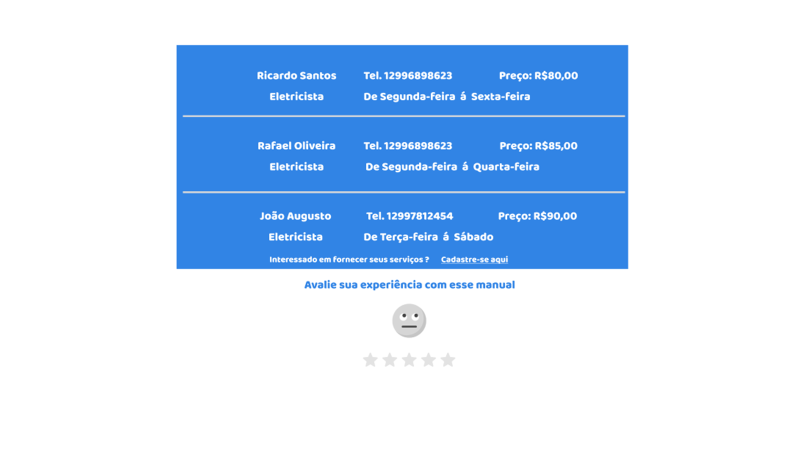 Ricardo Santos Tel. 12996898623 Preço: R$80,00
Eletricista De Segunda-feira á Sexta-feira
Rafael Oliveira Tel. 12996898623 Preço: R$85,00
Eletricista De Segunda-feira á Quarta-feira
João Augusto Tel. 12997812454 Preço: R$90,00
Eletricista De Terça-feira á Sábado
Interessado em fornecer seus serviços ? Cadastre-se aqui
Avalie sua experiência com esse manual